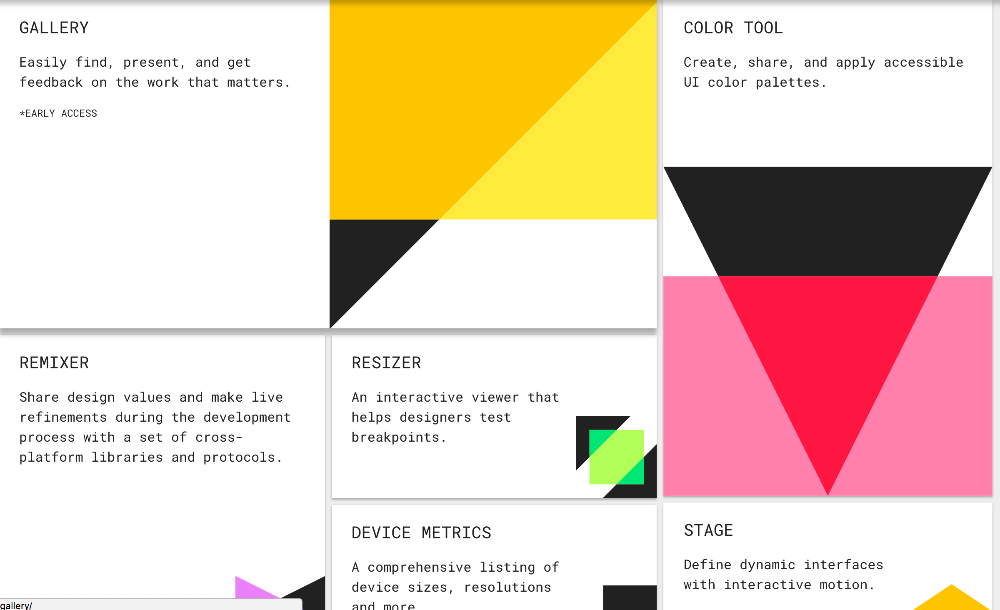 GALLERY
Easily find, present, and get
feedback on the work that matters.
*EARLY ACCESS
COLOR TOOL
Create, share, and apply accessible
UI color palettes.
REMIXER
Share design values and make live
refinements during the development
process with a set of cross-
platform libraries and protocols.
RESIZER
An interactive viewer that
helps designers test
breakpoints.
DEVICE METRICS
A comprehensive listing of
device sizes, resolutions
and more
STAGE
Define dynamic interfaces
with interactive motion.
gallery/